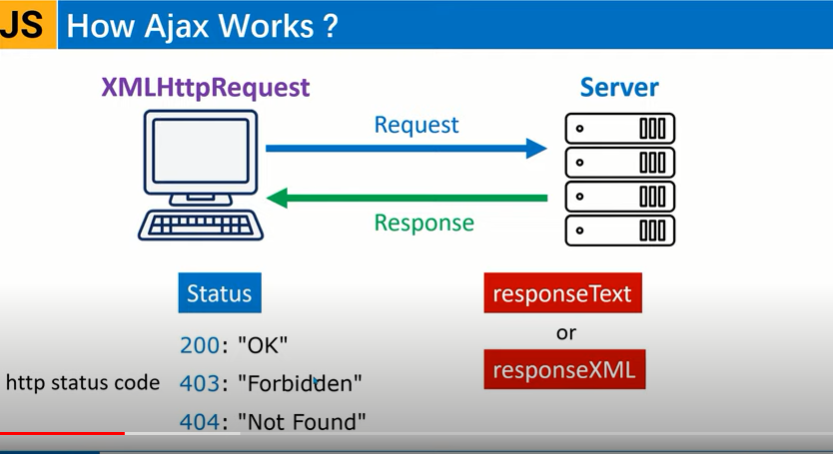 JS How Ajax Works ?
XMLHttpRequest
Server
Request
Response
Status
200: "OK"
http status code 403: "Forbidden"
404: "Not Found"
responseText
or
responseXML